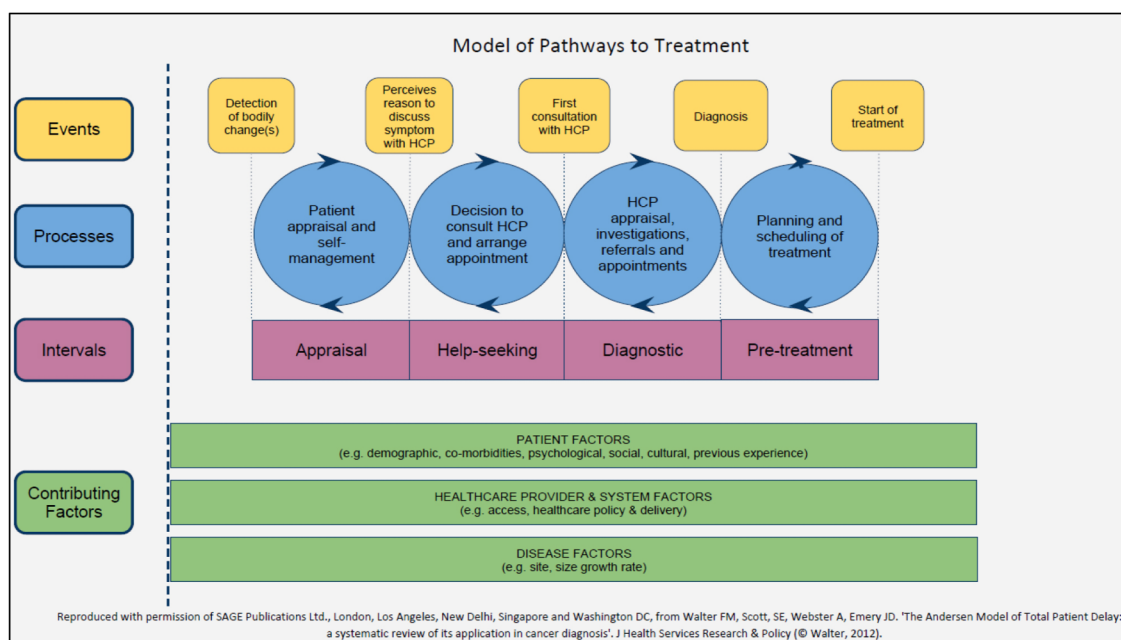 Model of Pathways to Treatment
Events
Detection
of bodily
change(s)
Perceives
reason to
discuss
symptom
with HCP
First
consultation
with HCP
Diagnosis
Start of
treatment
Processes
Patient
appraisal and
self-
management
Decision to
consult HCP
and arrange
appointment
HCP
appraisal,
investigations,
referrals and
appointments
Planning and
scheduling of
treatment
Intervals
Appraisal
Help-seeking
Diagnostic
Pre-treatment
Contributing
Factors
PATIENT FACTORS
(e.g. demographic, co-morbidities, psychological, social, cultural, previous experience)
HEALTHCARE PROVIDER & SYSTEM FACTORS
(e.g. access, healthcare policy & delivery)
DISEASE FACTORS
(e.g. site, size growth rate)
Reproduced with permission of SAGE Publications Ltd., London, Los Angeles, New Delhi, Singapore and Washington DC, from Walter FM, Scott, SE, Webster A, Emery JD. 'The Andersen Model of Total Patient Delay:
a systematic review of its application in cancer diagnosis'. J Health Services Research & Policy (© Walter, 2012).